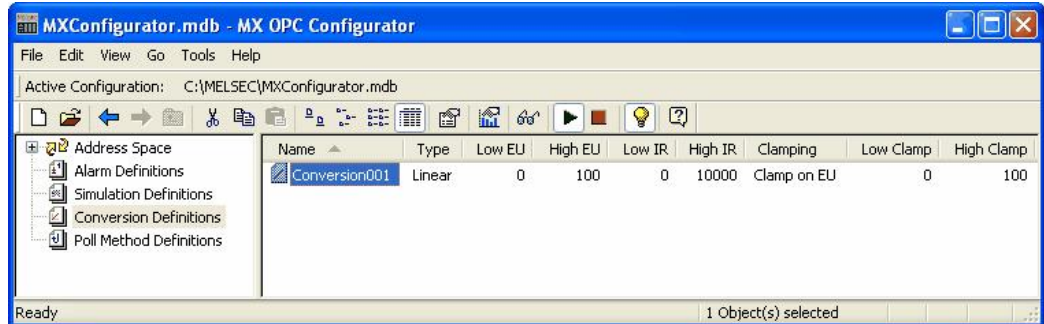 MXConfigurator.mdb - MX OPC Configurator
File Edit View Go Tools Help
Active Configuration: C:\MELSEC\MXConfigurator.mdb
Address Space
Alarm Definitions
Simulation Definitions
Conversion Definitions
Poll Method Definitions
Name Type Low EU High EU Low IR High IR Clamping Low Clamp High Clamp
Conversion001 Linear 0 100 0 10000 Clamp on EU 0 100
Ready 1 Object(s) selected